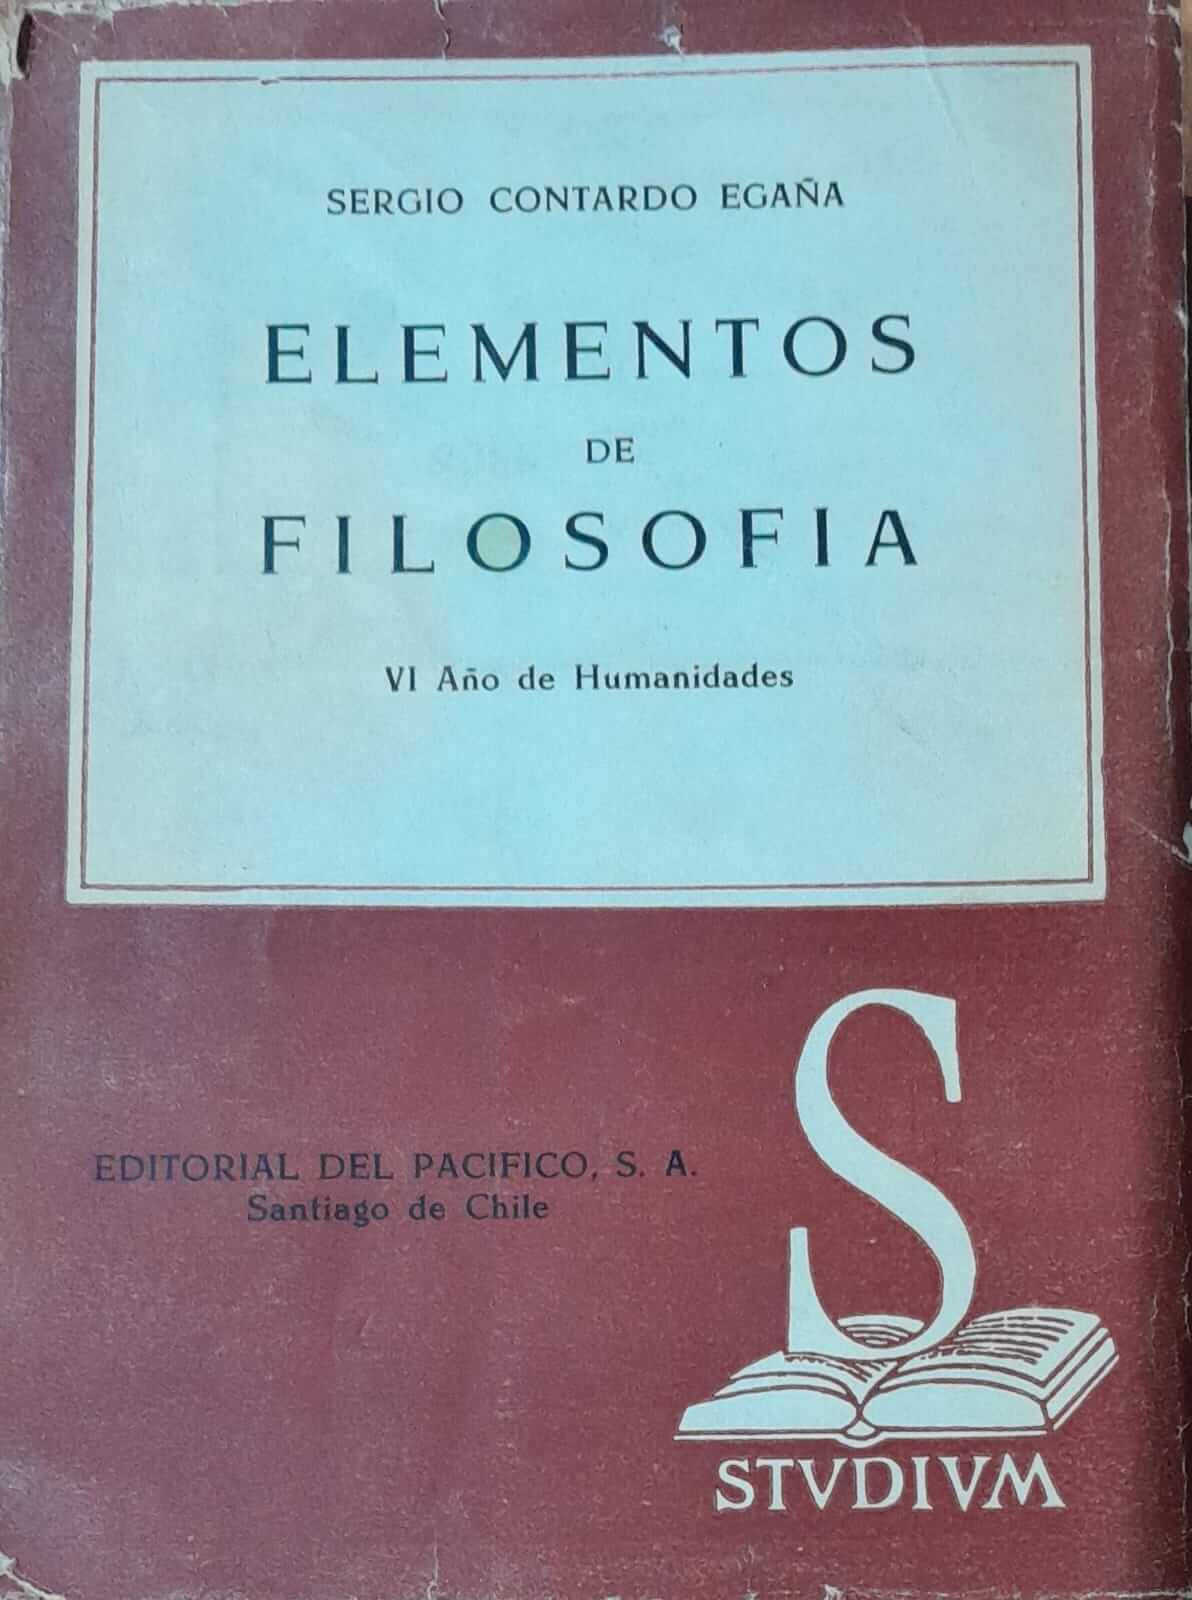 SERGIO CONTARDO EGAÑA
ELEMENTOS
DE
FILOSOFIA
VI Año de Humanidades
EDITORIAL DEL PACIFICO, S. A.
Santiago de Chile
S
STVDIVM